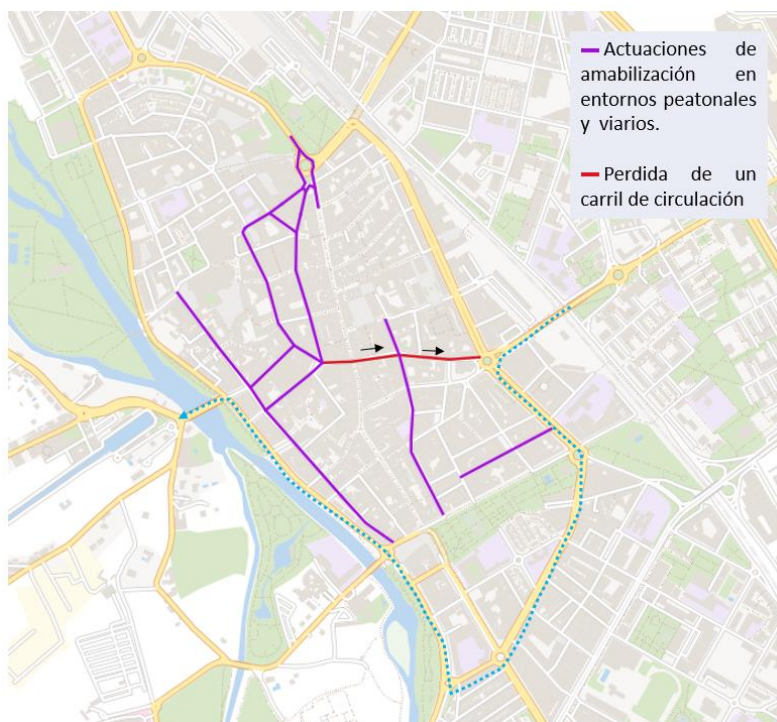 Actuaciones de
amabilización en
entornos peatonales
y viarios.
Perdida de un
carril de circulación